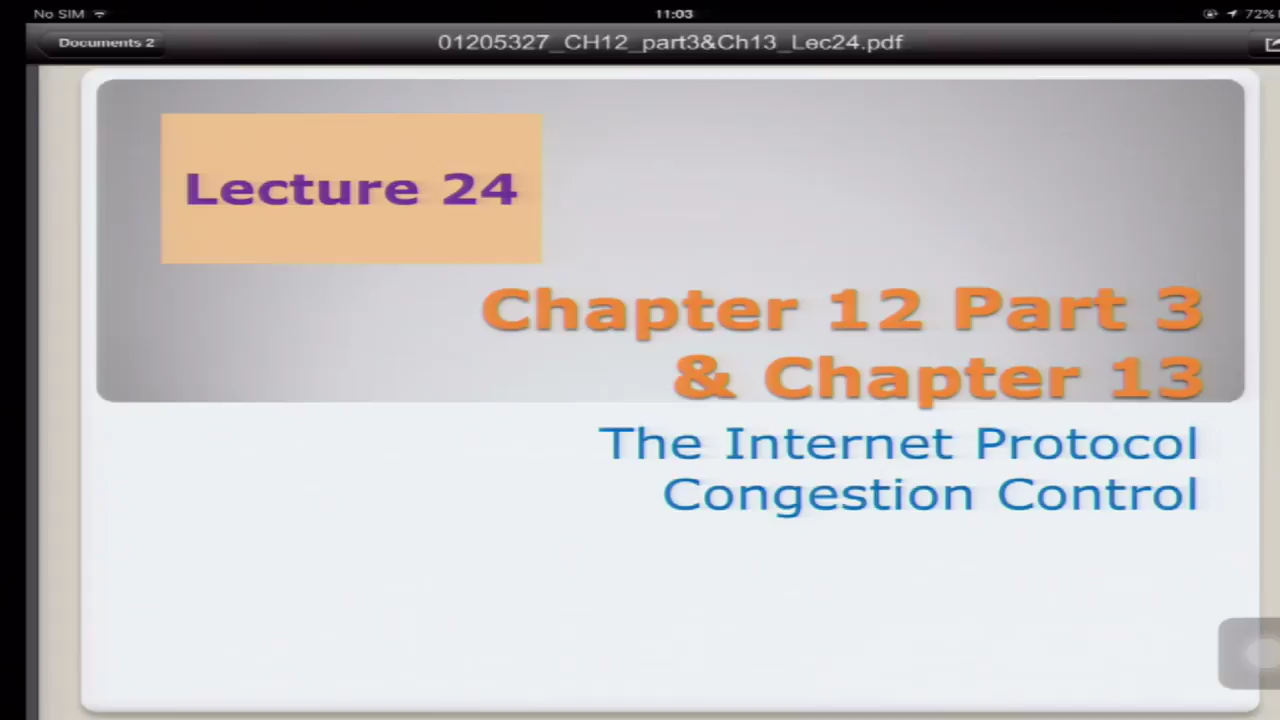 No SIM 11:03 72%
Documents 2 01205327_CH12_part3&Ch13_Lec24.pdf
Lecture 24
Chapter 12 Part 3
& Chapter 13
The Internet Protocol
Congestion Control